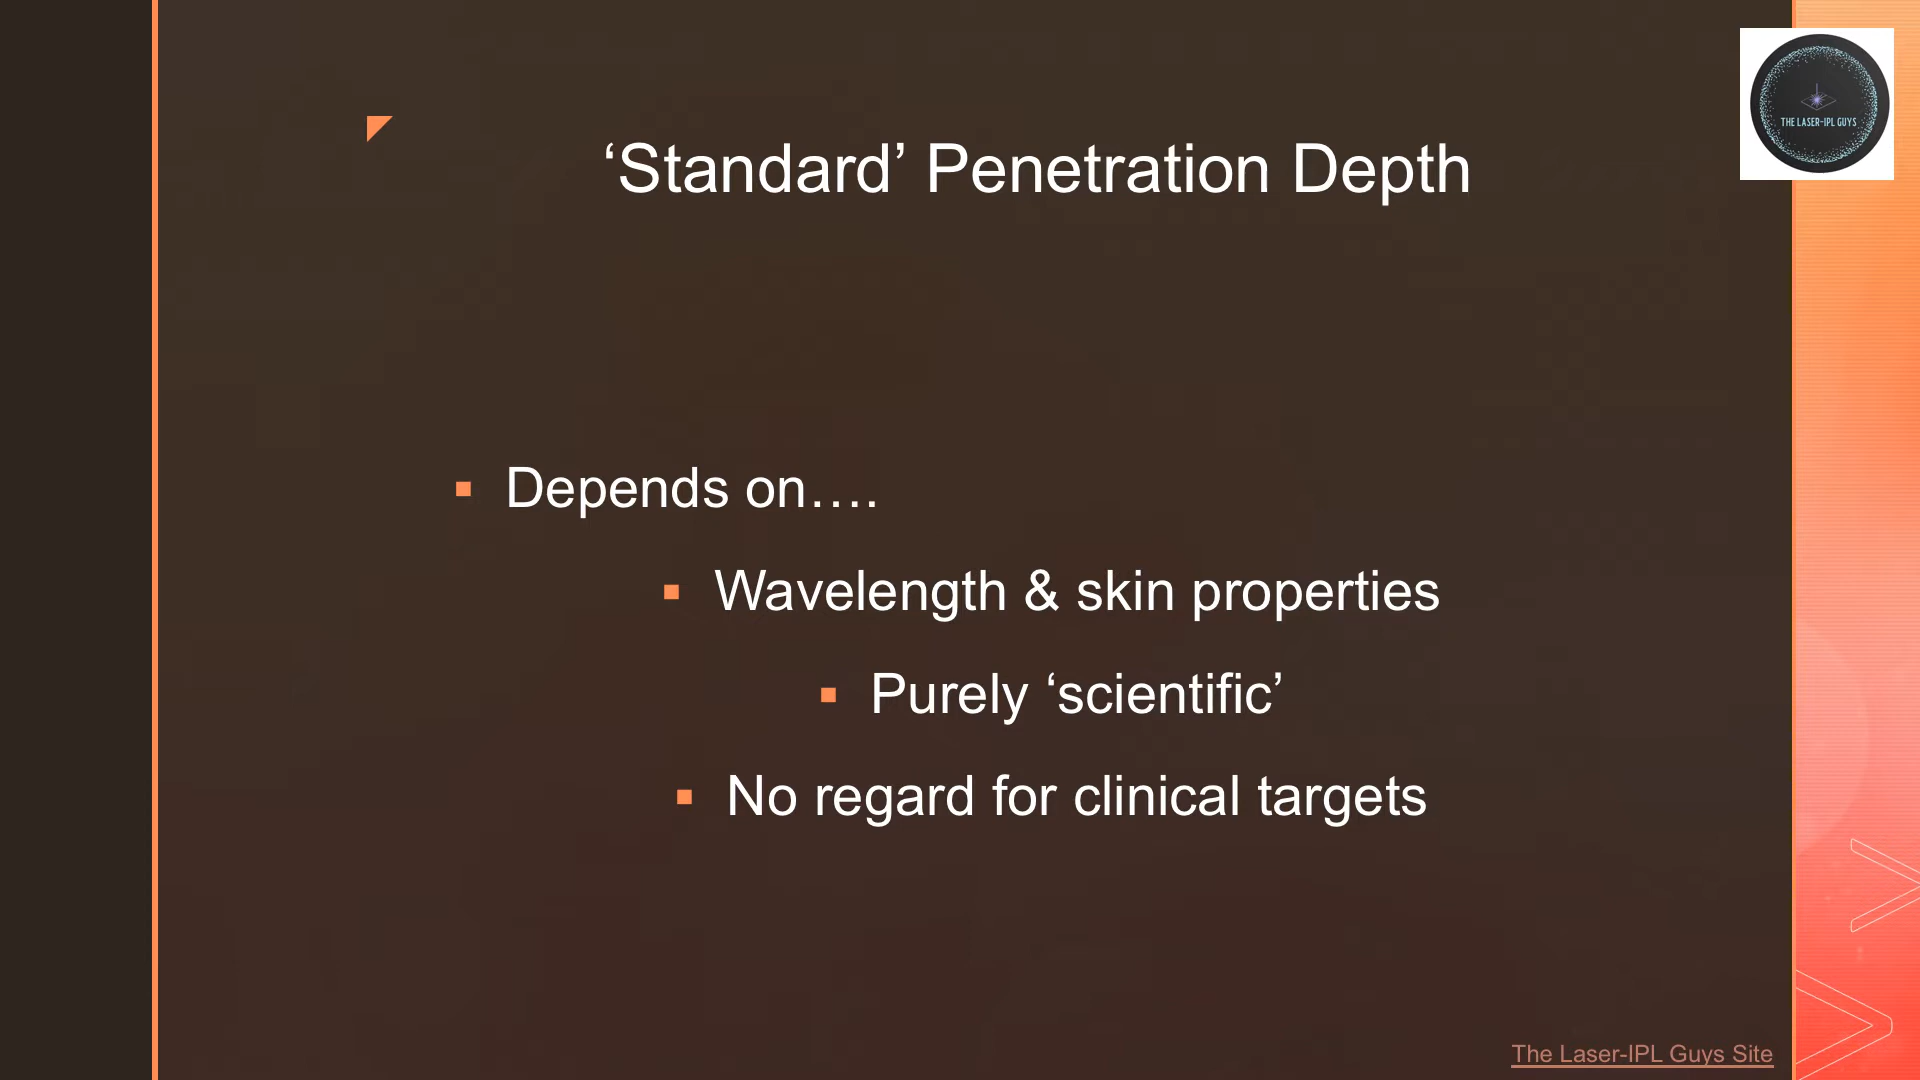 ‘Standard’ Penetration Depth
THE LASER-IPL GUYS
Depends on….
Wavelength & skin properties
Purely ‘scientific’
No regard for clinical targets
The Laser-IPL Guys Site